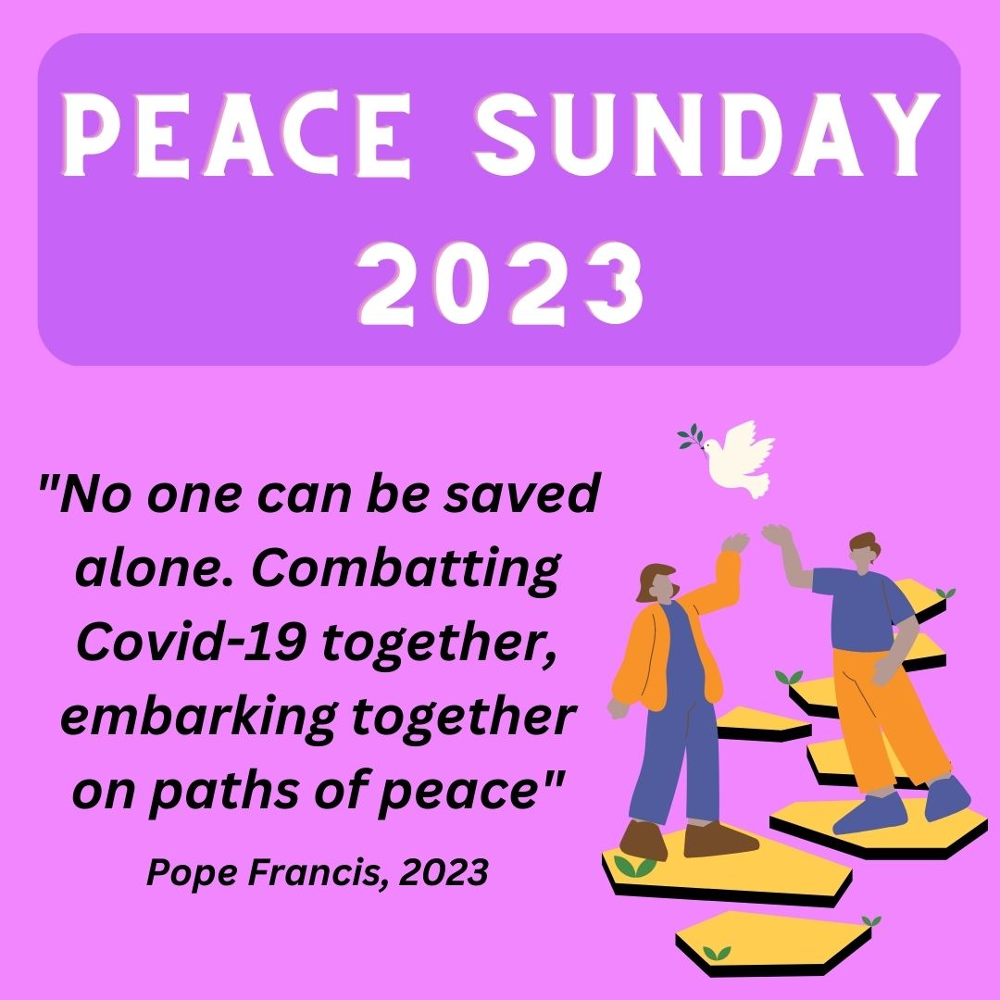 PEACE SUNDAY
2023
"No one can be saved
alone. Combatting
Covid-19 together,
embarking together
on paths of peace"
Pope Francis, 2023